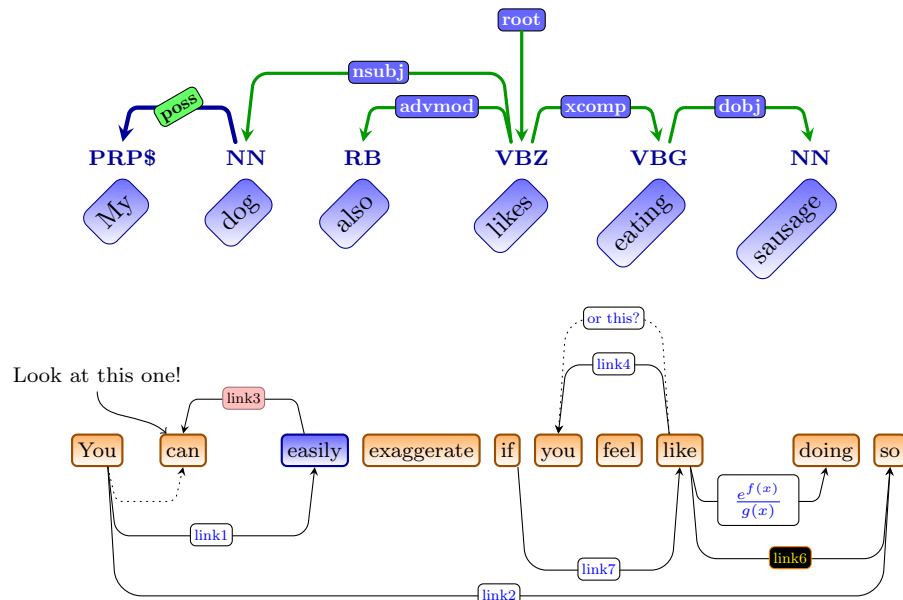 root
nsubj
poss advmod xcomp dobj
PRP$ NN RB VBZ VBG NN
My dog also likes eating sausage
or this?
link4
Look at this one!
link3
You can easily exaggerate if you feel like doing so
e^{f(x)}
g(x)
link1
link6
link7
link2